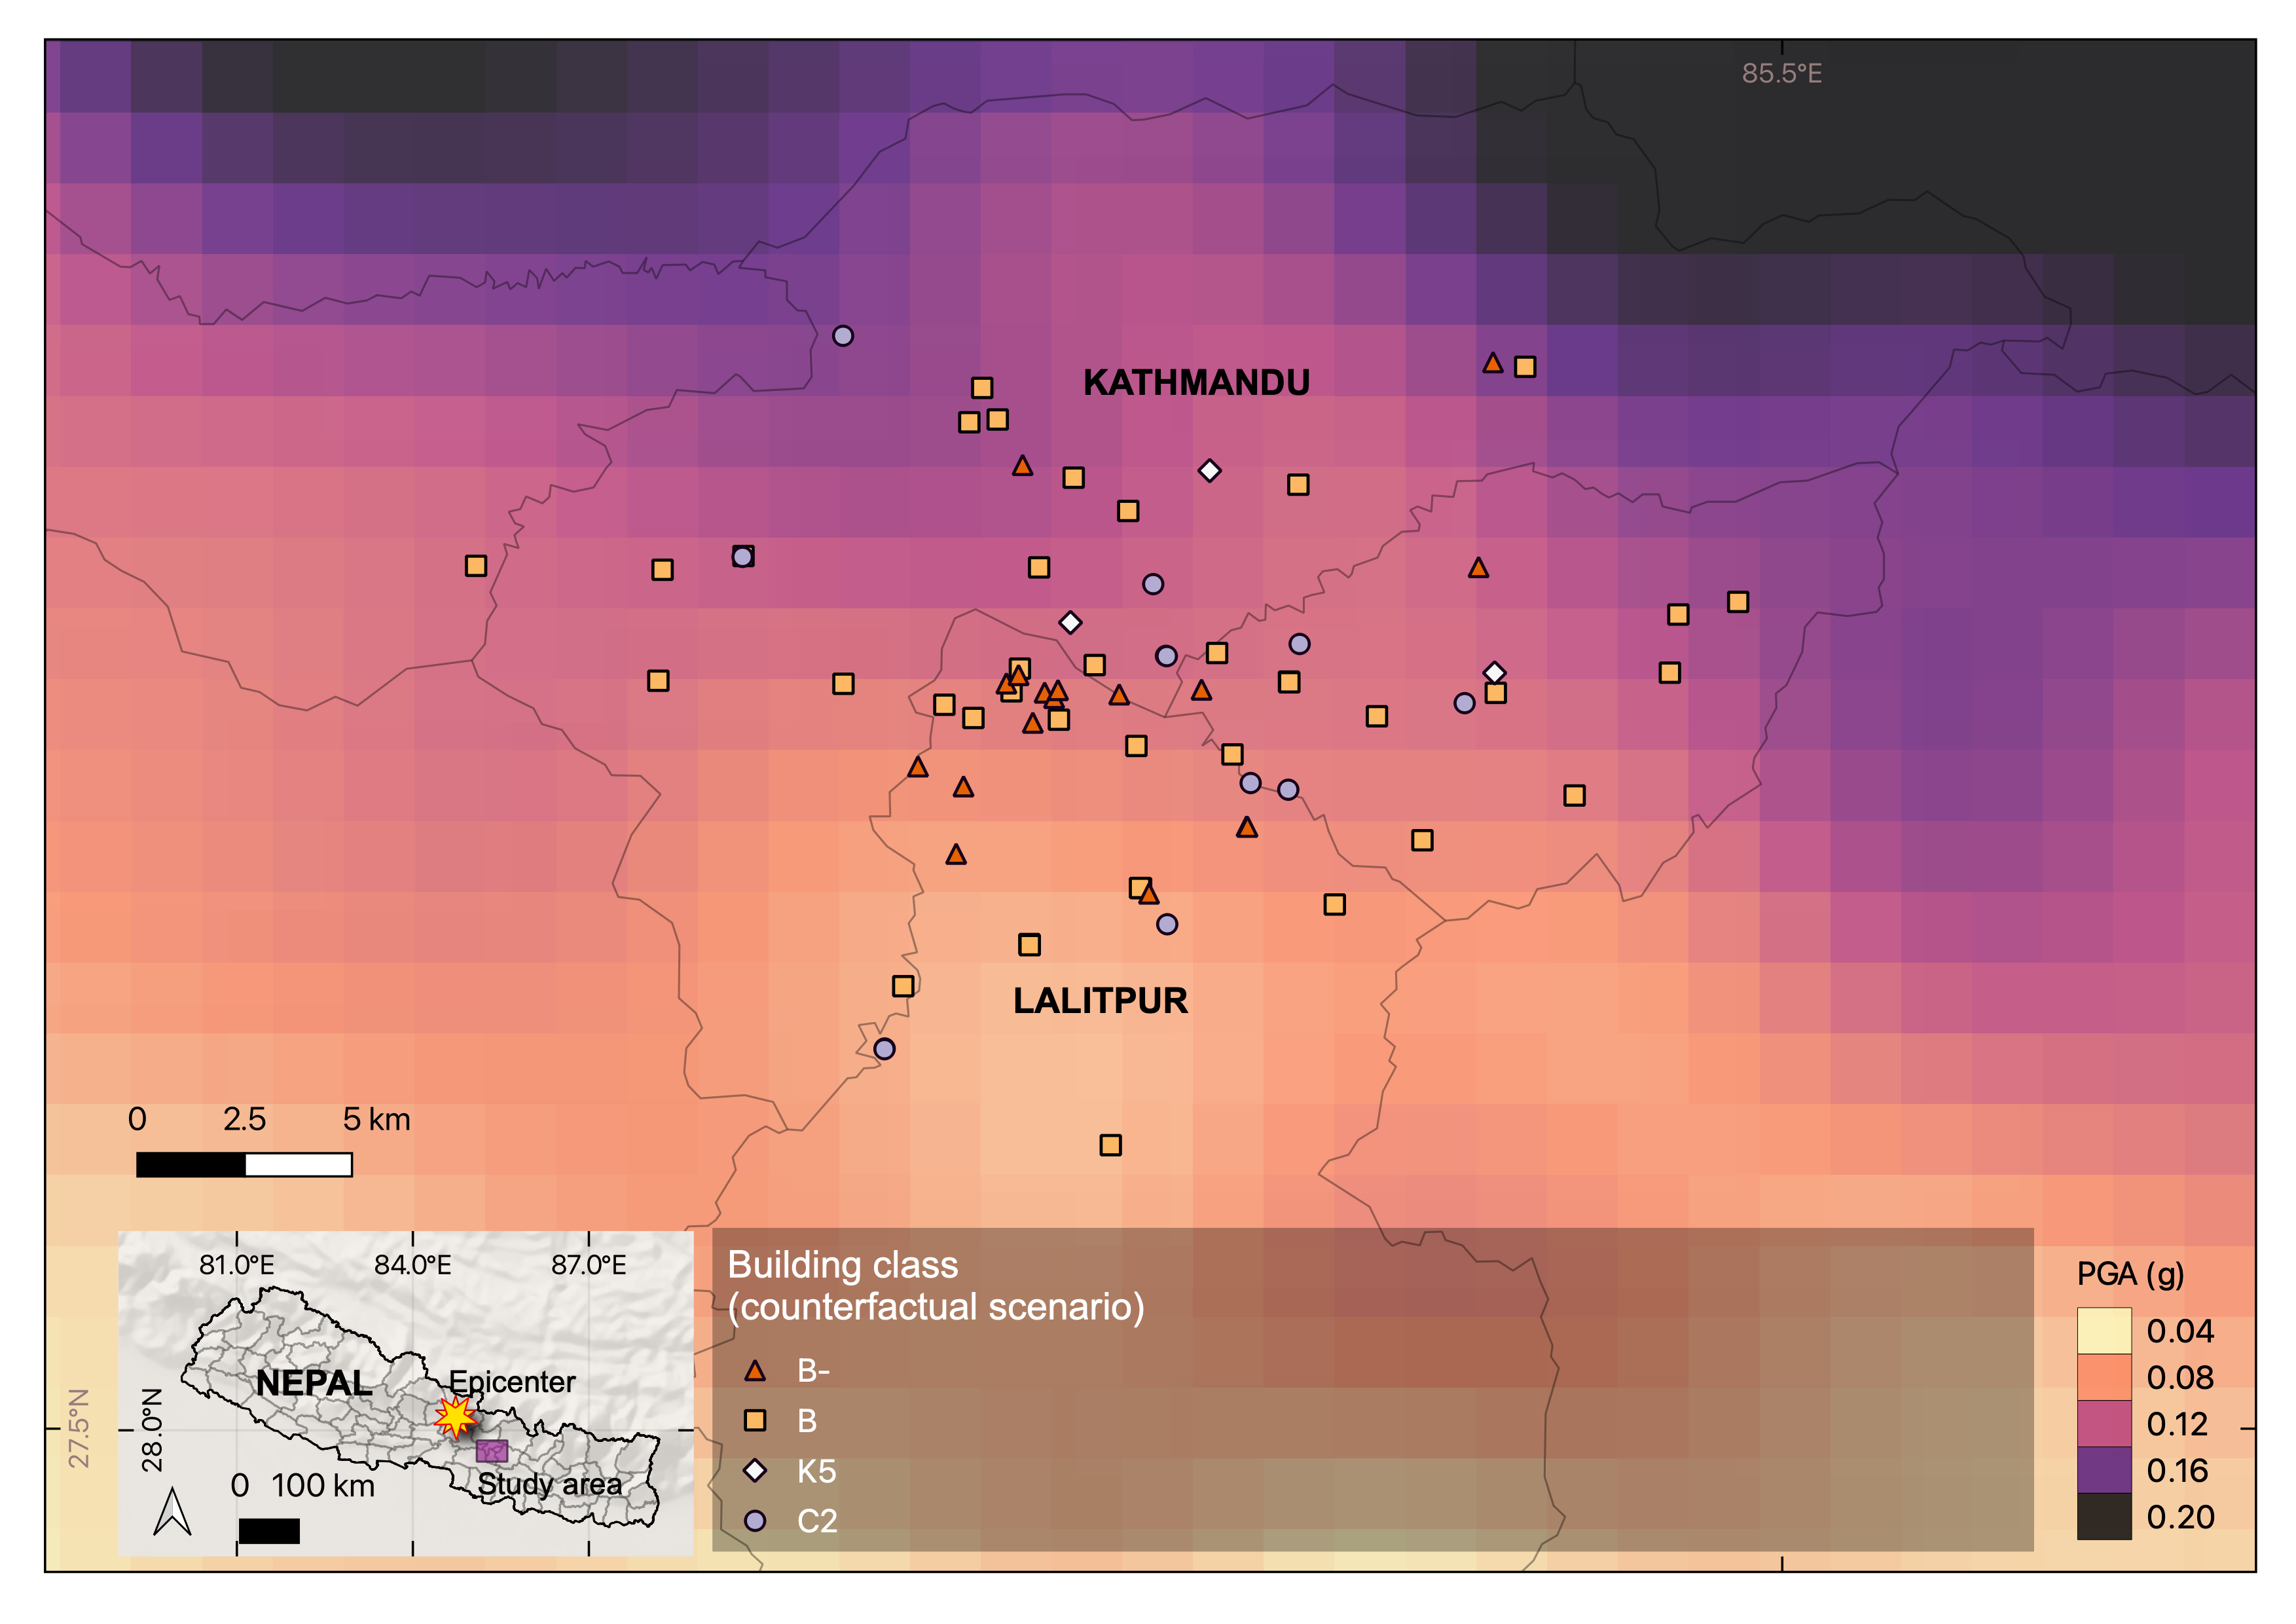 85.5°E
KATHMANDU
LALITPUR
0 2.5 5 km
81.0°E 84.0°E 87.0°E
NEPAL
Epicenter
Study area
0 100 km
28.0°N
27.5°N
Building class
(counterfactual scenario)
B-
B
K5
C2
PGA (g)
0.04
0.08
0.12
0.16
0.20